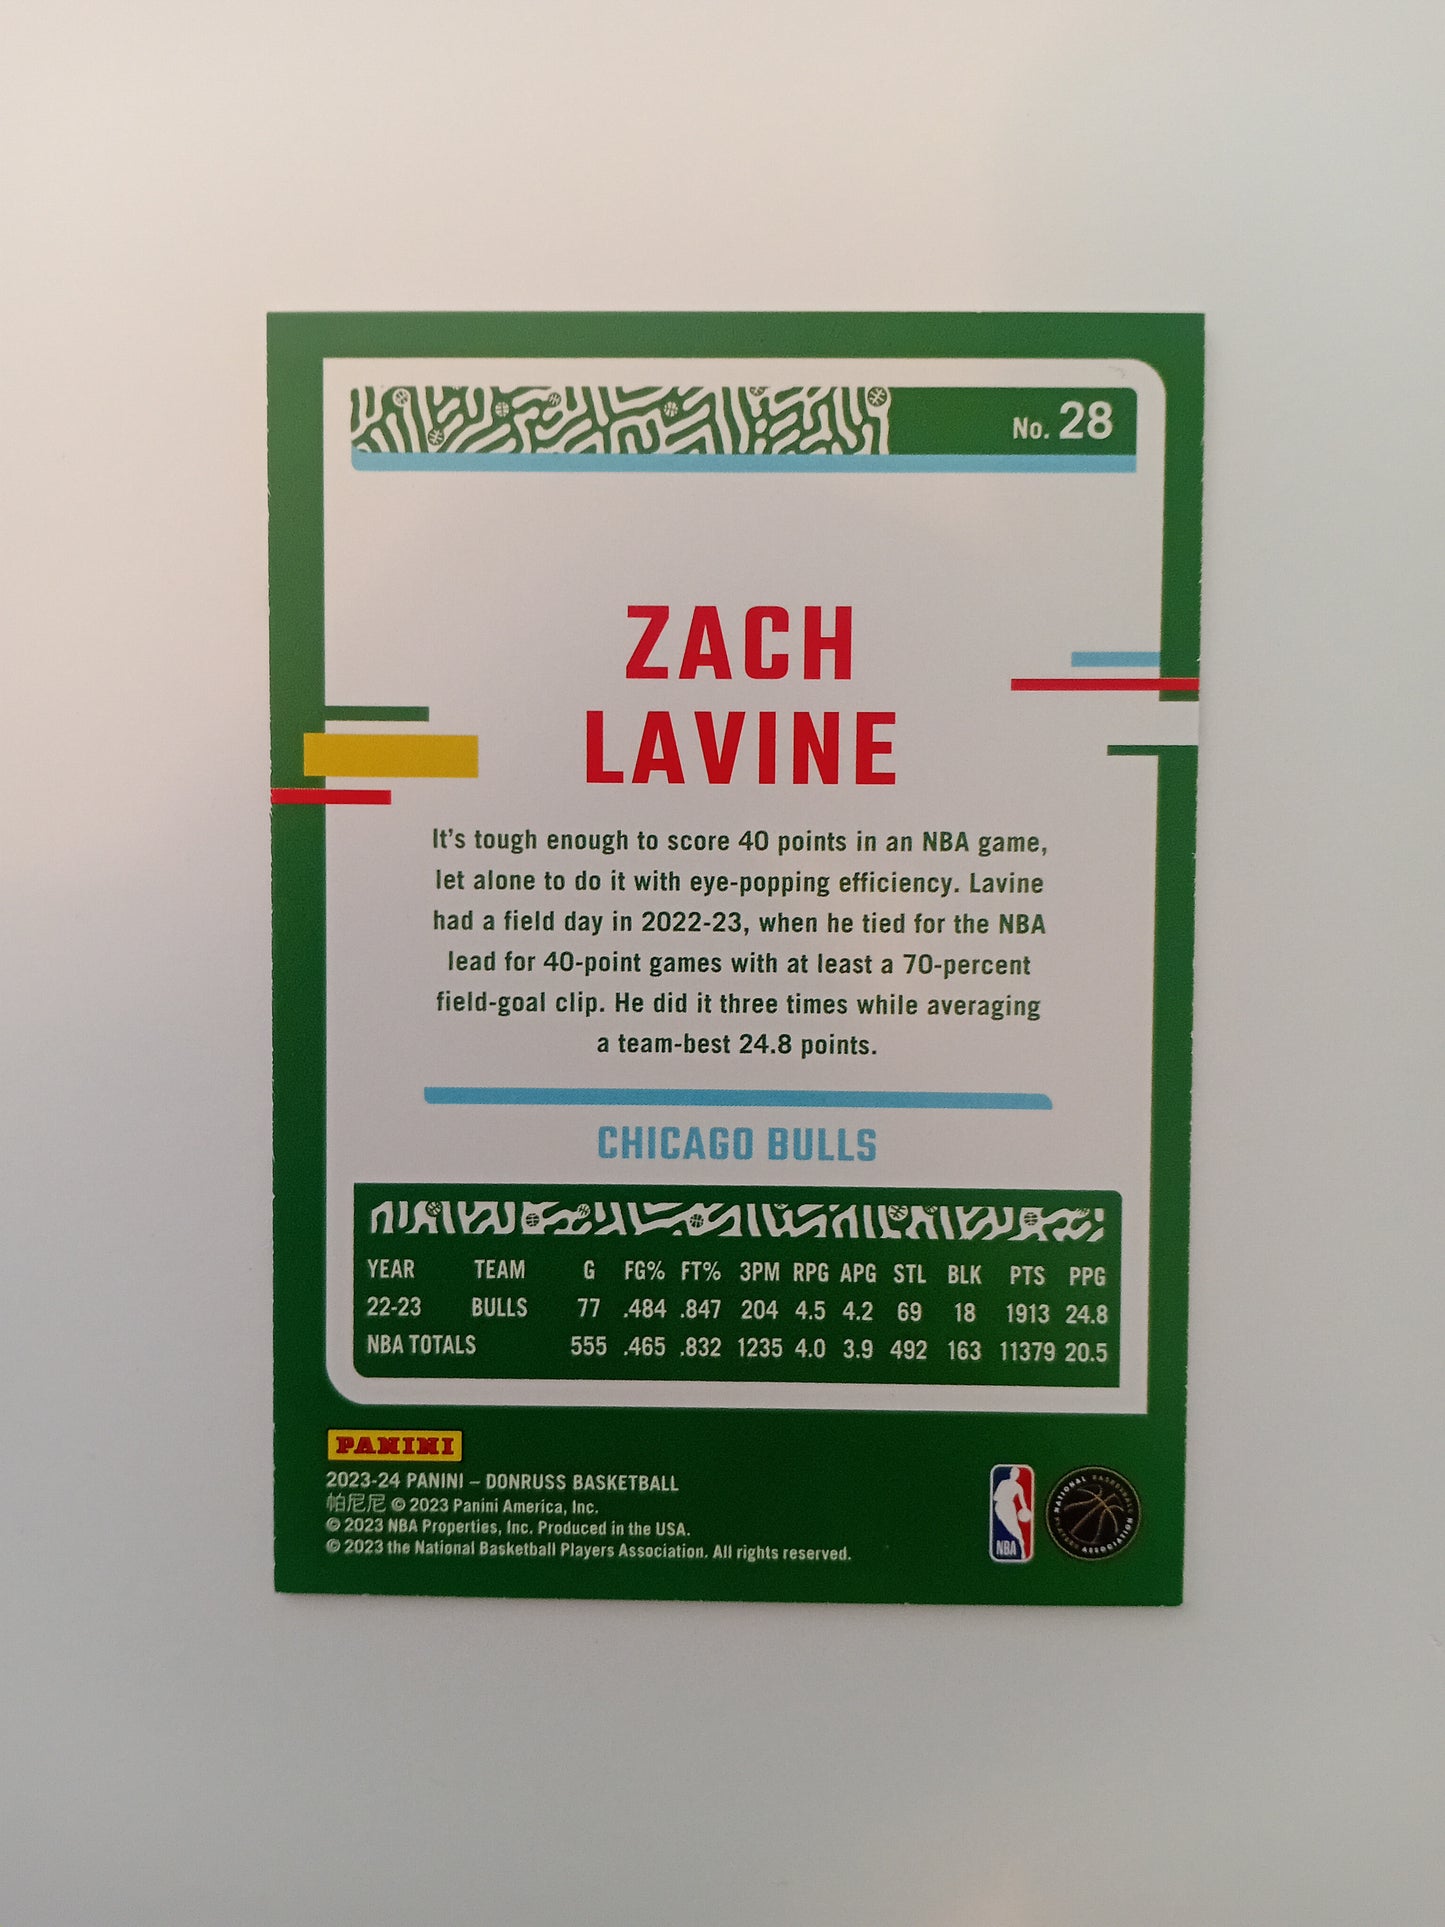 No. 28
ZACH
LAVINE
It's tough enough to score 40 points in an NBA game,
let alone to do it with eye-popping efficiency. Lavine
had a field day in 2022-23, when he tied for the NBA
lead for 40-point games with at least a 70-percent
field-goal clip. He did it three times while averaging
a team-best 24.8 points.
CHICAGO BULLS
YEAR TEAM G FG% FT% 3PM RPG APG STL BLK PTS PPG
22-23 BULLS 77 .484 .847 204 4.5 4.2 69 18 1913 24.8
NBA TOTALS 555 .465 .832 1235 4.0 3.9 492 163 11379 20.5
PANINI
2023-24 PANINI – DONRUSS BASKETBALL
帕尼尼 © 2023 Panini America, Inc.
© 2023 NBA Properties, Inc. Produced in the USA.
© 2023 the National Basketball Players Association. All rights reserved.
NBA
NATIONAL BASKETBALL PLAYERS ASSOCIATION